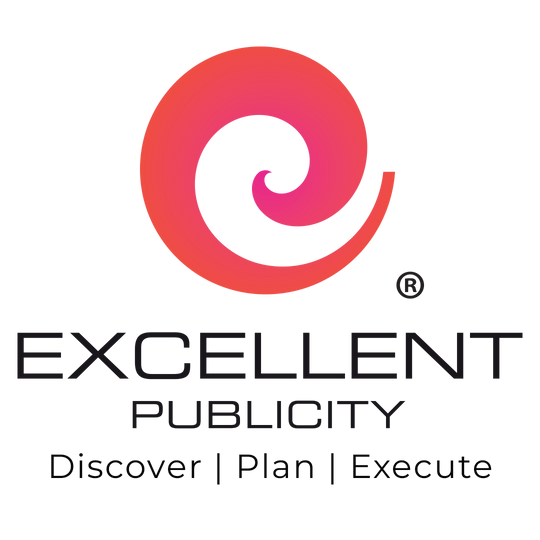 ®
EXCELLENT
PUBLICITY
Discover | Plan | Execute